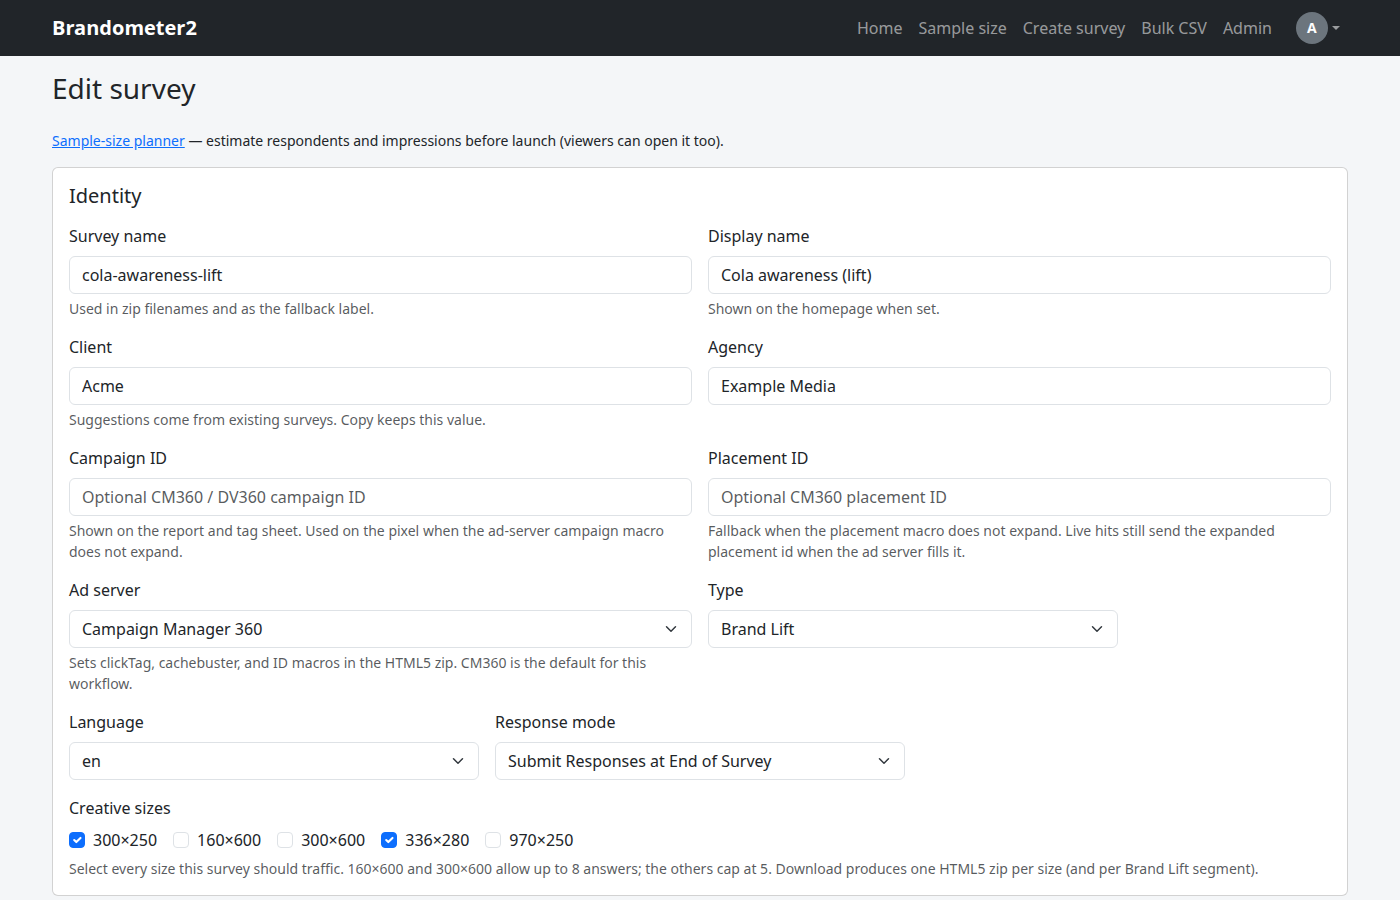 Brandometer2
Home Sample size Create survey Bulk CSV Admin A
Edit survey
Sample-size planner — estimate respondents and impressions before launch (viewers can open it too).
Identity
Survey name
cola-awareness-lift
Used in zip filenames and as the fallback label.
Display name
Cola awareness (lift)
Shown on the homepage when set.
Client
Acme
Suggestions come from existing surveys. Copy keeps this value.
Agency
Example Media
Campaign ID
Optional CM360 / DV360 campaign ID
Shown on the report and tag sheet. Used on the pixel when the ad-server campaign macro
does not expand.
Placement ID
Optional CM360 placement ID
Fallback when the placement macro does not expand. Live hits still send the expanded
placement id when the ad server fills it.
Ad server
Campaign Manager 360
Sets clickTag, cachebuster, and ID macros in the HTML5 zip. CM360 is the default for this
workflow.
Type
Brand Lift
Language
en
Response mode
Submit Responses at End of Survey
Creative sizes
300×250 160×600 300×600 336×280 970×250
Select every size this survey should traffic. 160×600 and 300×600 allow up to 8 answers; the others cap at 5. Download produces one HTML5 zip per size (and per Brand Lift segment).